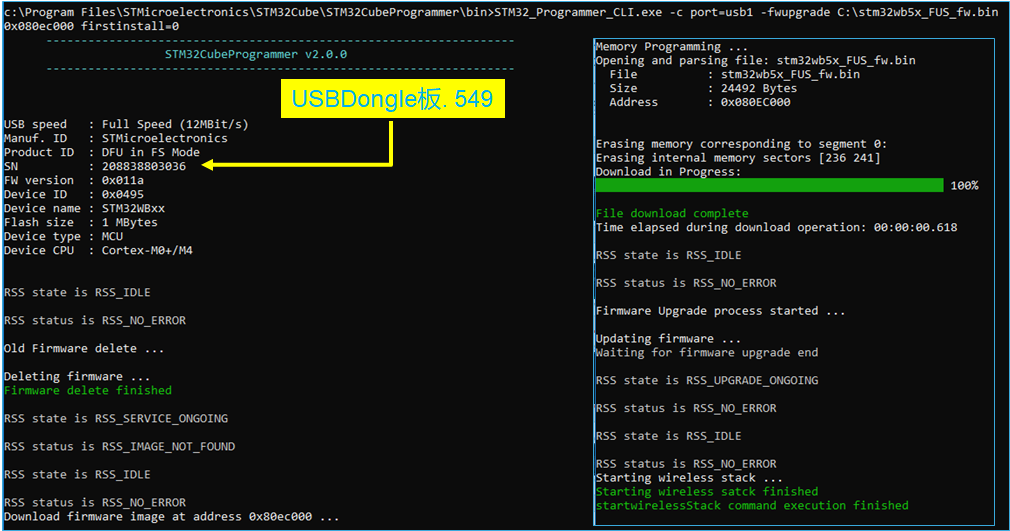 c:\Program Files\STMicroelectronics\STM32Cube\STM32CubeProgrammer\bin>STM32_Programmer_CLI.exe -c port=usb1 -fwupgrade C:\stm32wb5x_FUS_fw.bin
0x080ec000 firstinstall=0
-------------------------------------------------------------------
STM32CubeProgrammer v2.0.0
-------------------------------------------------------------------
USBDongle板. 549
USB speed   : Full Speed (12MBit/s)
Manuf. ID   : STMicroelectronics
Product ID  : DFU in FS Mode
SN          : 208838803036
FW version  : 0x011a
Device ID   : 0x0495
Device name : STM32WBxx
Flash size  : 1 MBytes
Device type : MCU
Device CPU  : Cortex-M0+/M4
RSS state is RSS_IDLE
RSS status is RSS_NO_ERROR
Old Firmware delete ...
Deleting firmware ...
Firmware delete finished
RSS state is RSS_SERVICE_ONGOING
RSS status is RSS_IMAGE_NOT_FOUND
RSS state is RSS_IDLE
RSS status is RSS_NO_ERROR
Download firmware image at address 0x80ec000 ...
Memory Programming ...
Opening and parsing file: stm32wb5x_FUS_fw.bin
File          : stm32wb5x_FUS_fw.bin
Size          : 24492 Bytes
Address       : 0x080EC000
Erasing memory corresponding to segment 0:
Erasing internal memory sectors [236 241]
Download in Progress:
100%
File download complete
Time elapsed during download operation: 00:00:00.618
RSS state is RSS_IDLE
RSS status is RSS_NO_ERROR
Firmware Upgrade process started ...
Updating firmware ...
Waiting for firmware upgrade end
RSS state is RSS_UPGRADE_ONGOING
RSS status is RSS_NO_ERROR
RSS state is RSS_IDLE
RSS status is RSS_NO_ERROR
Starting wireless stack ...
Starting wireless satck finished
startwirelessStack command execution finished